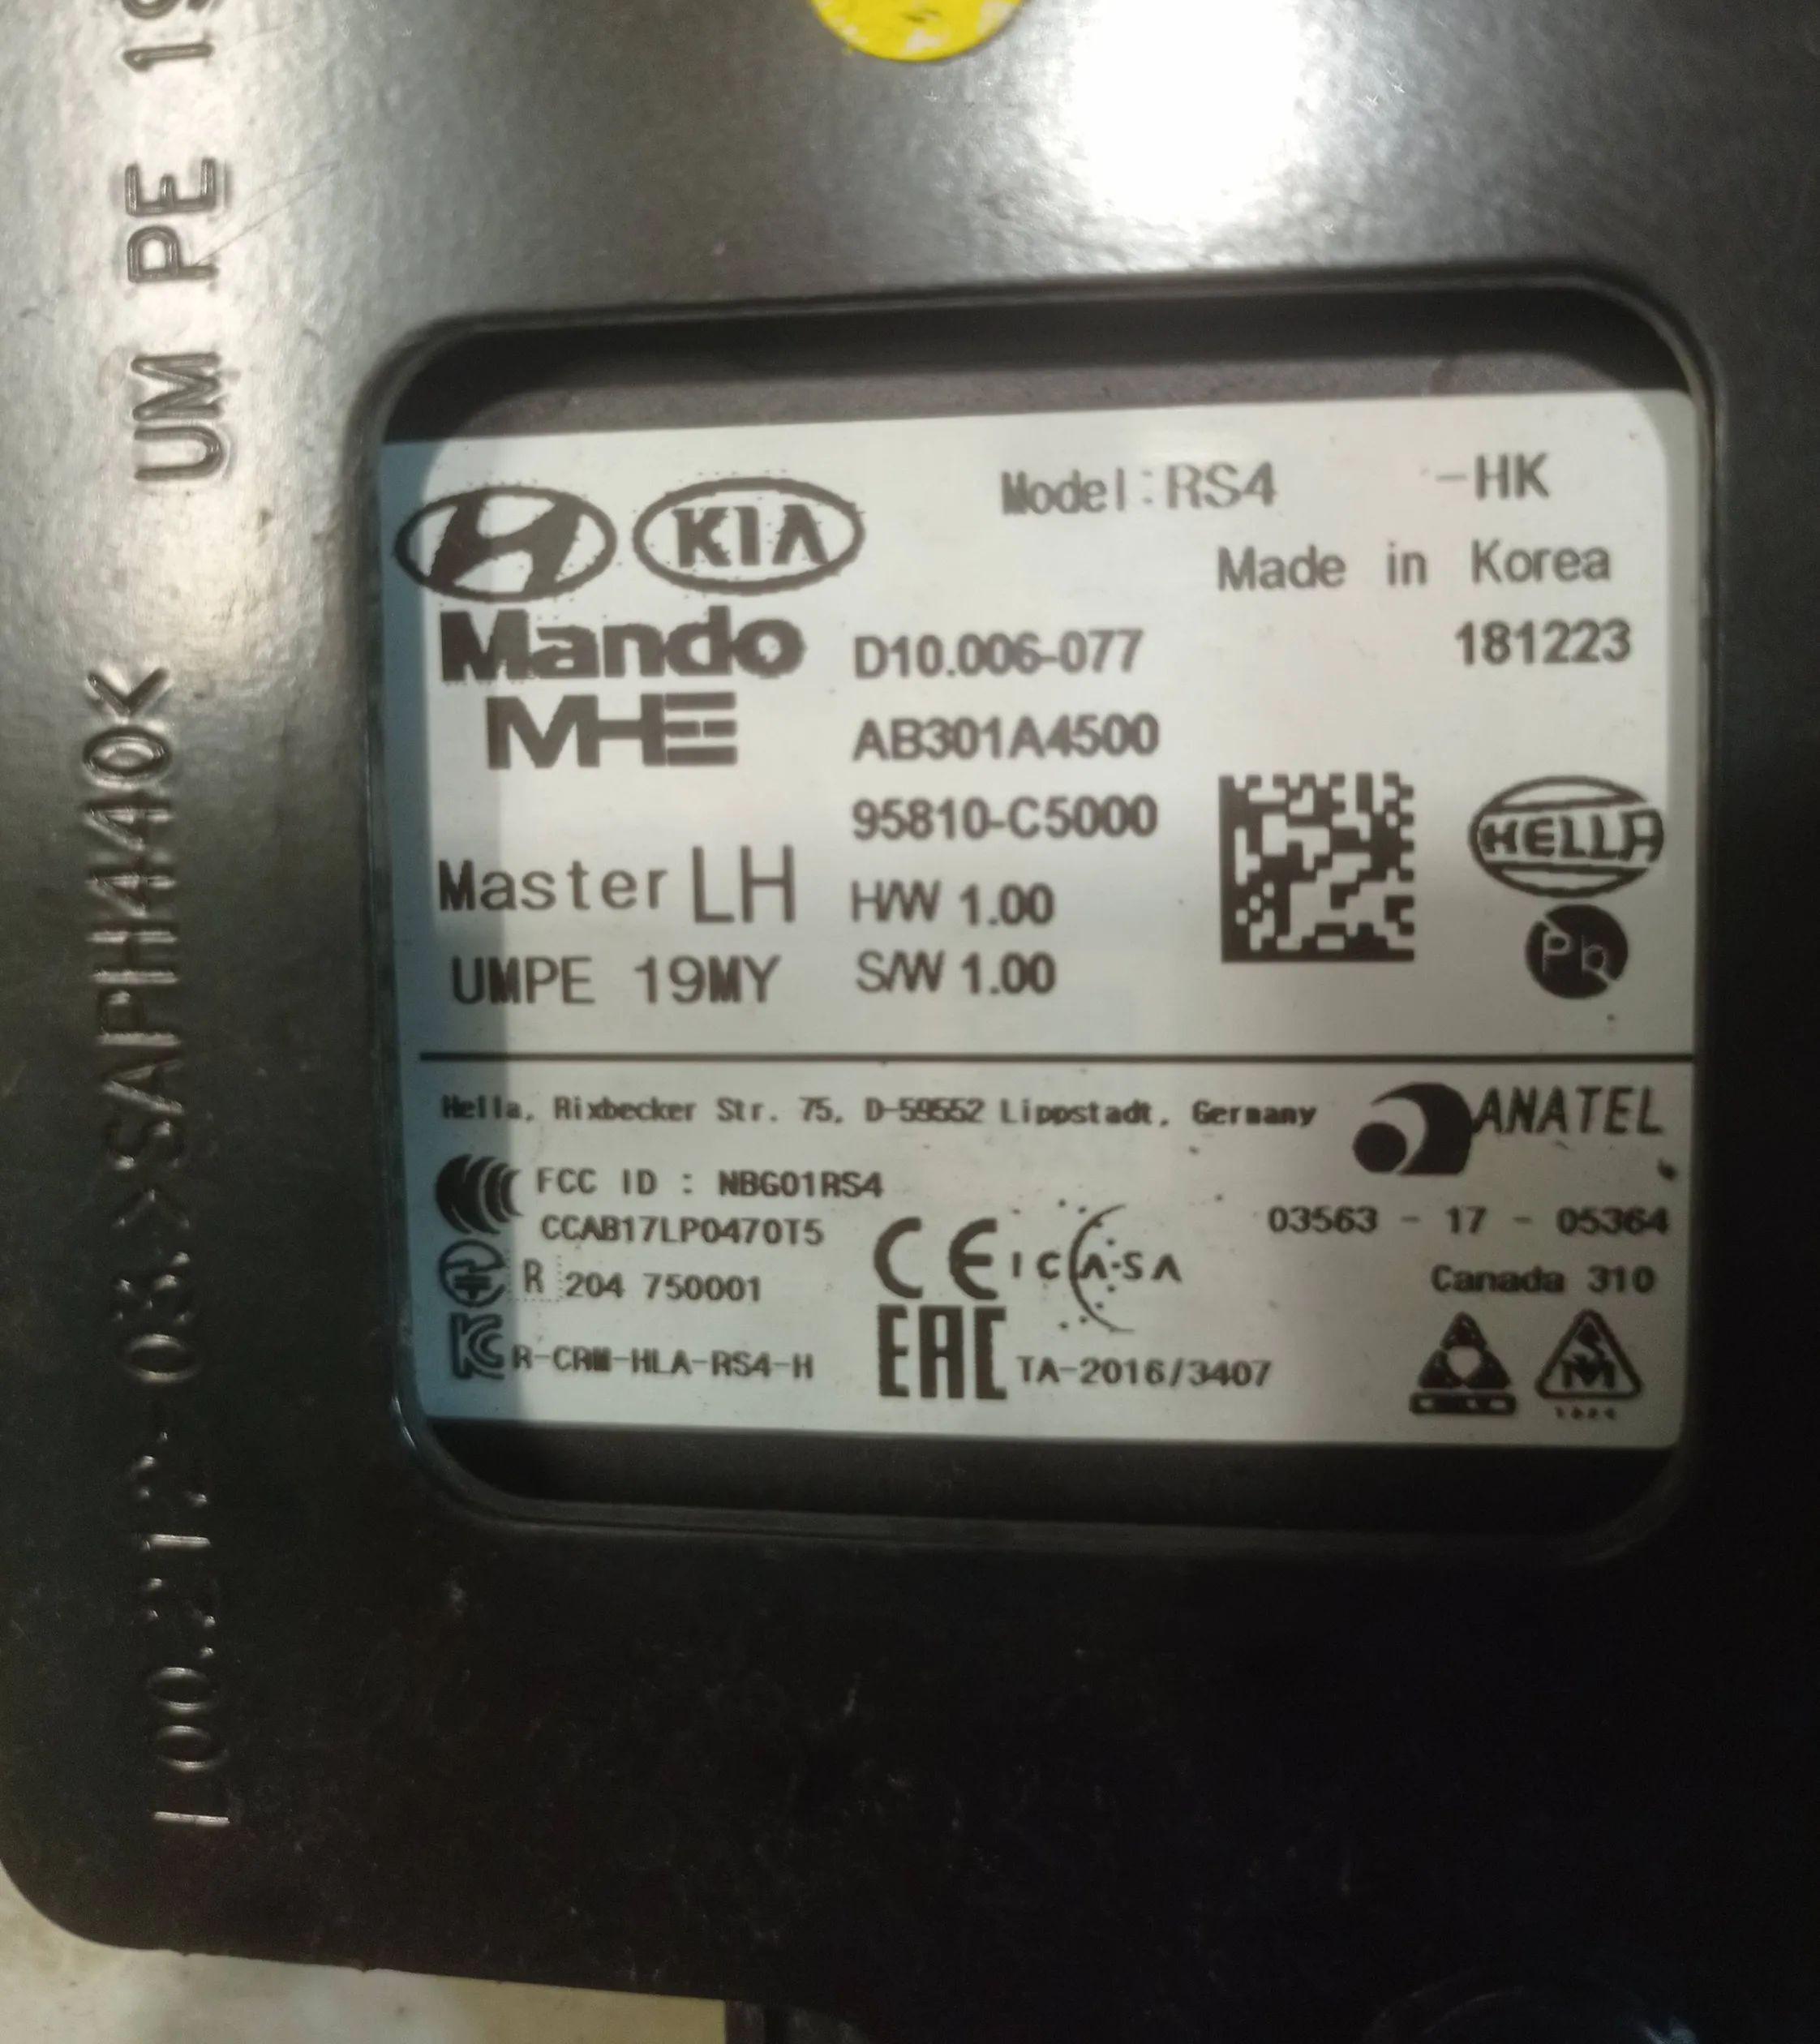 UM PE 19
L00.212-03.>SAPH440<
KIA
Model:RS4 -HK
Made in Korea
Mando
D10.006-077
181223
MHE
AB301A4500
95810-C5000
HELLA
Master LH
H/W 1.00
Pb
UMPE 19MY
S/W 1.00
Hella, Rixbecker Str. 75, D-59552 Lippstadt, Germany
ANATEL
FCC ID : NBG01RS4
CCAB17LP0470T5
03563 - 17 - 05364
CE
ICASA
R 204 750001
Canada 310
R-CRM-HLA-RS4-H
EAC
TA-2016/3407